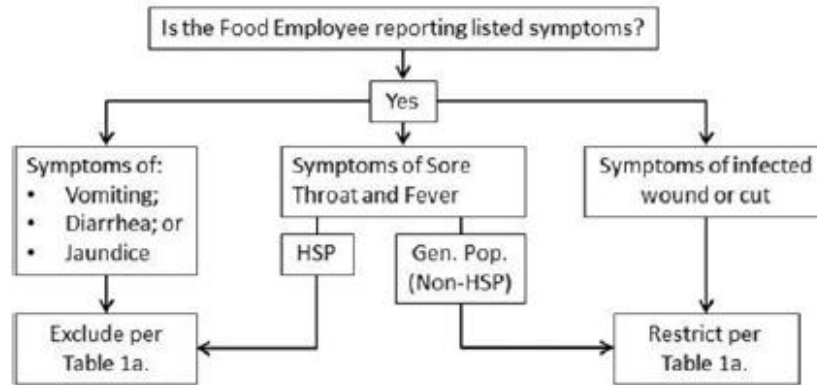 Is the Food Employee reporting listed symptoms?
Yes
Symptoms of:
• Vomiting;
• Diarrhea; or
• Jaundice
Symptoms of Sore
Throat and Fever
Symptoms of infected
wound or cut
HSP
Gen. Pop.
(Non-HSP)
Exclude per
Table 1a.
Restrict per
Table 1a.